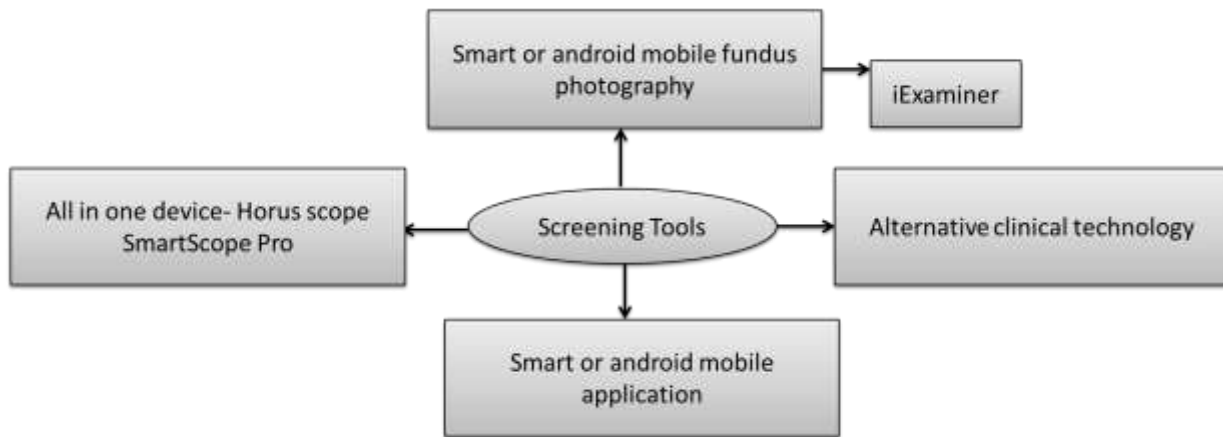 Smart or android mobile fundus
photography
iExaminer
All in one device- Horus scope
SmartScope Pro
Screening Tools
Alternative clinical technology
Smart or android mobile
application